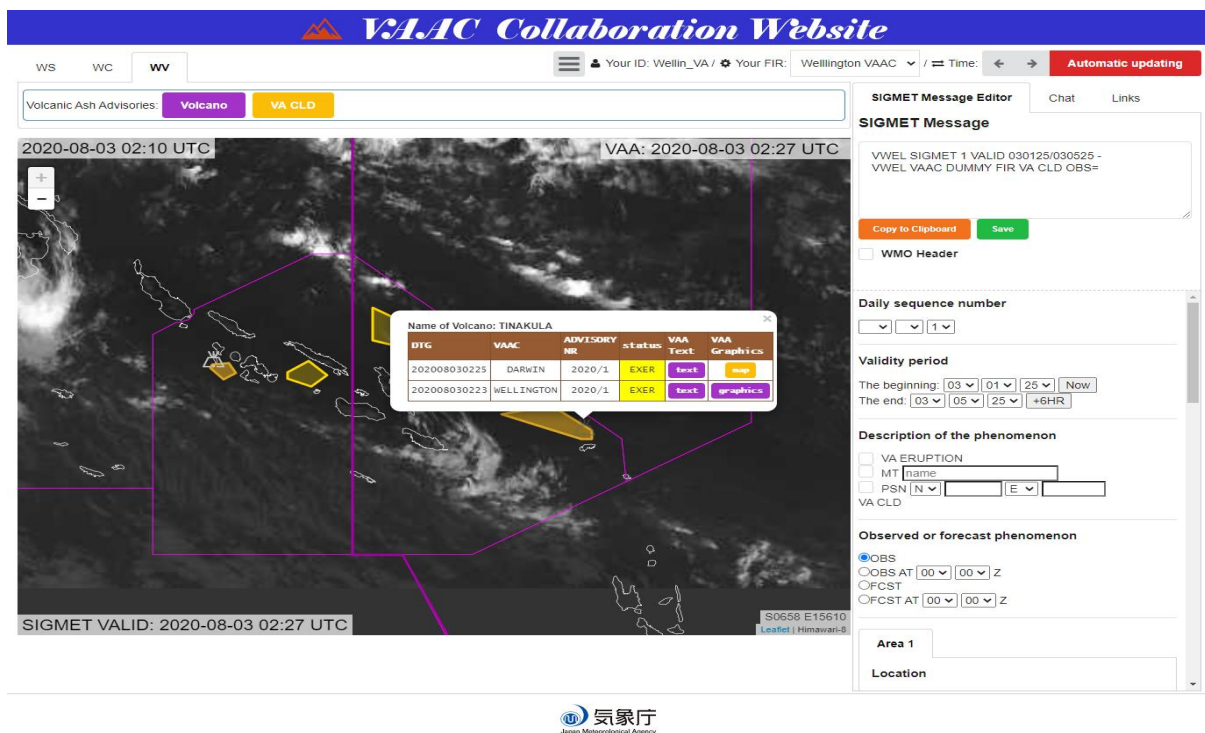 VAAC Collaboration Website
WS WC WV
Your ID: Wellin_VA / Your FIR: Welllington VAAC / Time: ← → Automatic updating
Volcanic Ash Advisories: Volcano VA CLD
2020-08-03 02:10 UTC
VAA: 2020-08-03 02:27 UTC
+
−
Name of Volcano: TINAKULA
×
DTG VAAC ADVISORY NR status VAA Text VAA Graphics
202008030225 DARWIN 2020/1 EXER text map
202008030223 WELLINGTON 2020/1 EXER text graphics
SIGMET VALID: 2020-08-03 02:27 UTC
S0658 E15610
Leaflet | Himawari-8
SIGMET Message Editor Chat Links
SIGMET Message
VWEL SIGMET 1 VALID 030125/030525 -
VWEL VAAC DUMMY FIR VA CLD OBS=
Copy to Clipboard Save
WMO Header
Daily sequence number
1
Validity period
The beginning: 03 01 25 Now
The end: 03 05 25 +6HR
Description of the phenomenon
VA ERUPTION
MT name
PSN N E
VA CLD
Observed or forecast phenomenon
OBS
OBS AT 00 00 Z
FCST
FCST AT 00 00 Z
Area 1
Location
気象庁
Japan Meteorological Agency